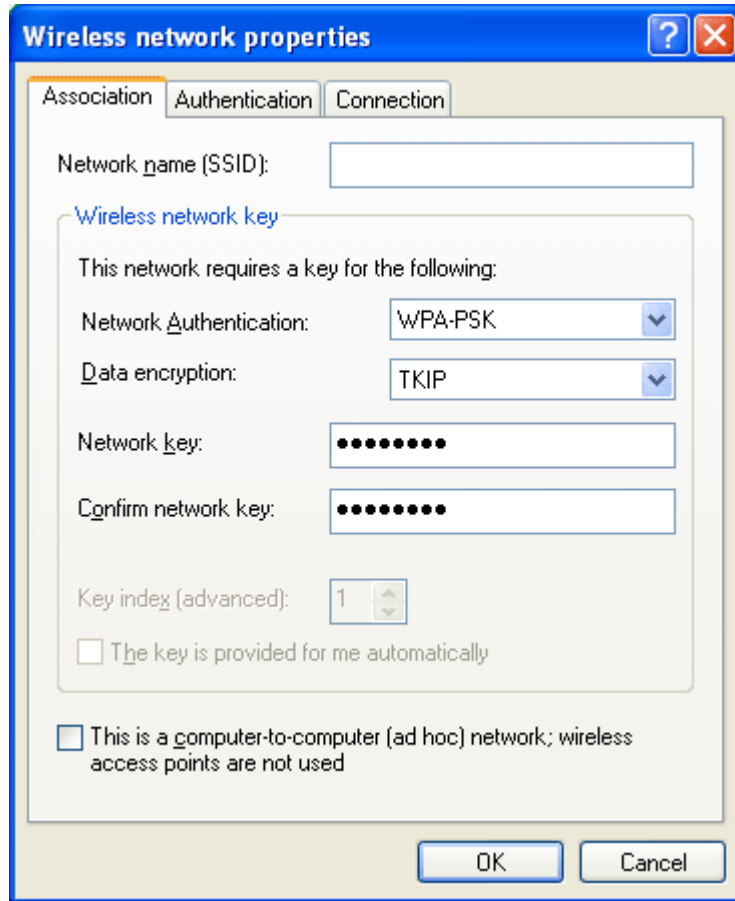 Wireless network properties
Association Authentication Connection
Network name (SSID):
Wireless network key
This network requires a key for the following:
Network Authentication: WPA-PSK
Data encryption: TKIP
Network key: ••••••••
Confirm network key: ••••••••
Key index (advanced): 1
The key is provided for me automatically
This is a computer-to-computer (ad hoc) network; wireless
access points are not used
OK Cancel